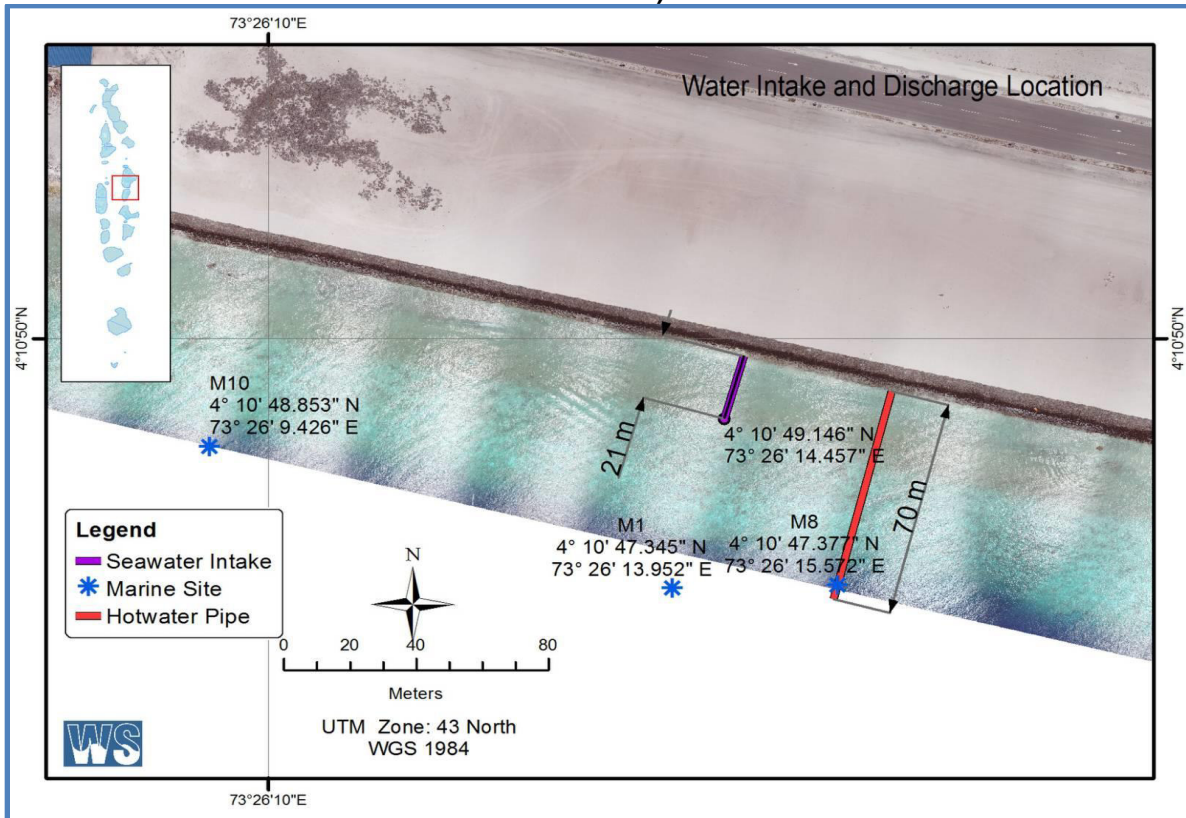 73°26'10"E
Water Intake and Discharge Location
4°10'50"N
4°10'50"N
M10
4° 10' 48.853" N
73° 26' 9.426" E
21 m
4° 10' 49.146" N
73° 26' 14.457" E
70 m
M1
4° 10' 47.345" N
73° 26' 13.952" E
M8
4° 10' 47.377" N
73° 26' 15.572" E
Legend
Seawater Intake
Marine Site
Hotwater Pipe
N
0 20 40 80
Meters
UTM Zone: 43 North
WGS 1984
WS
73°26'10"E